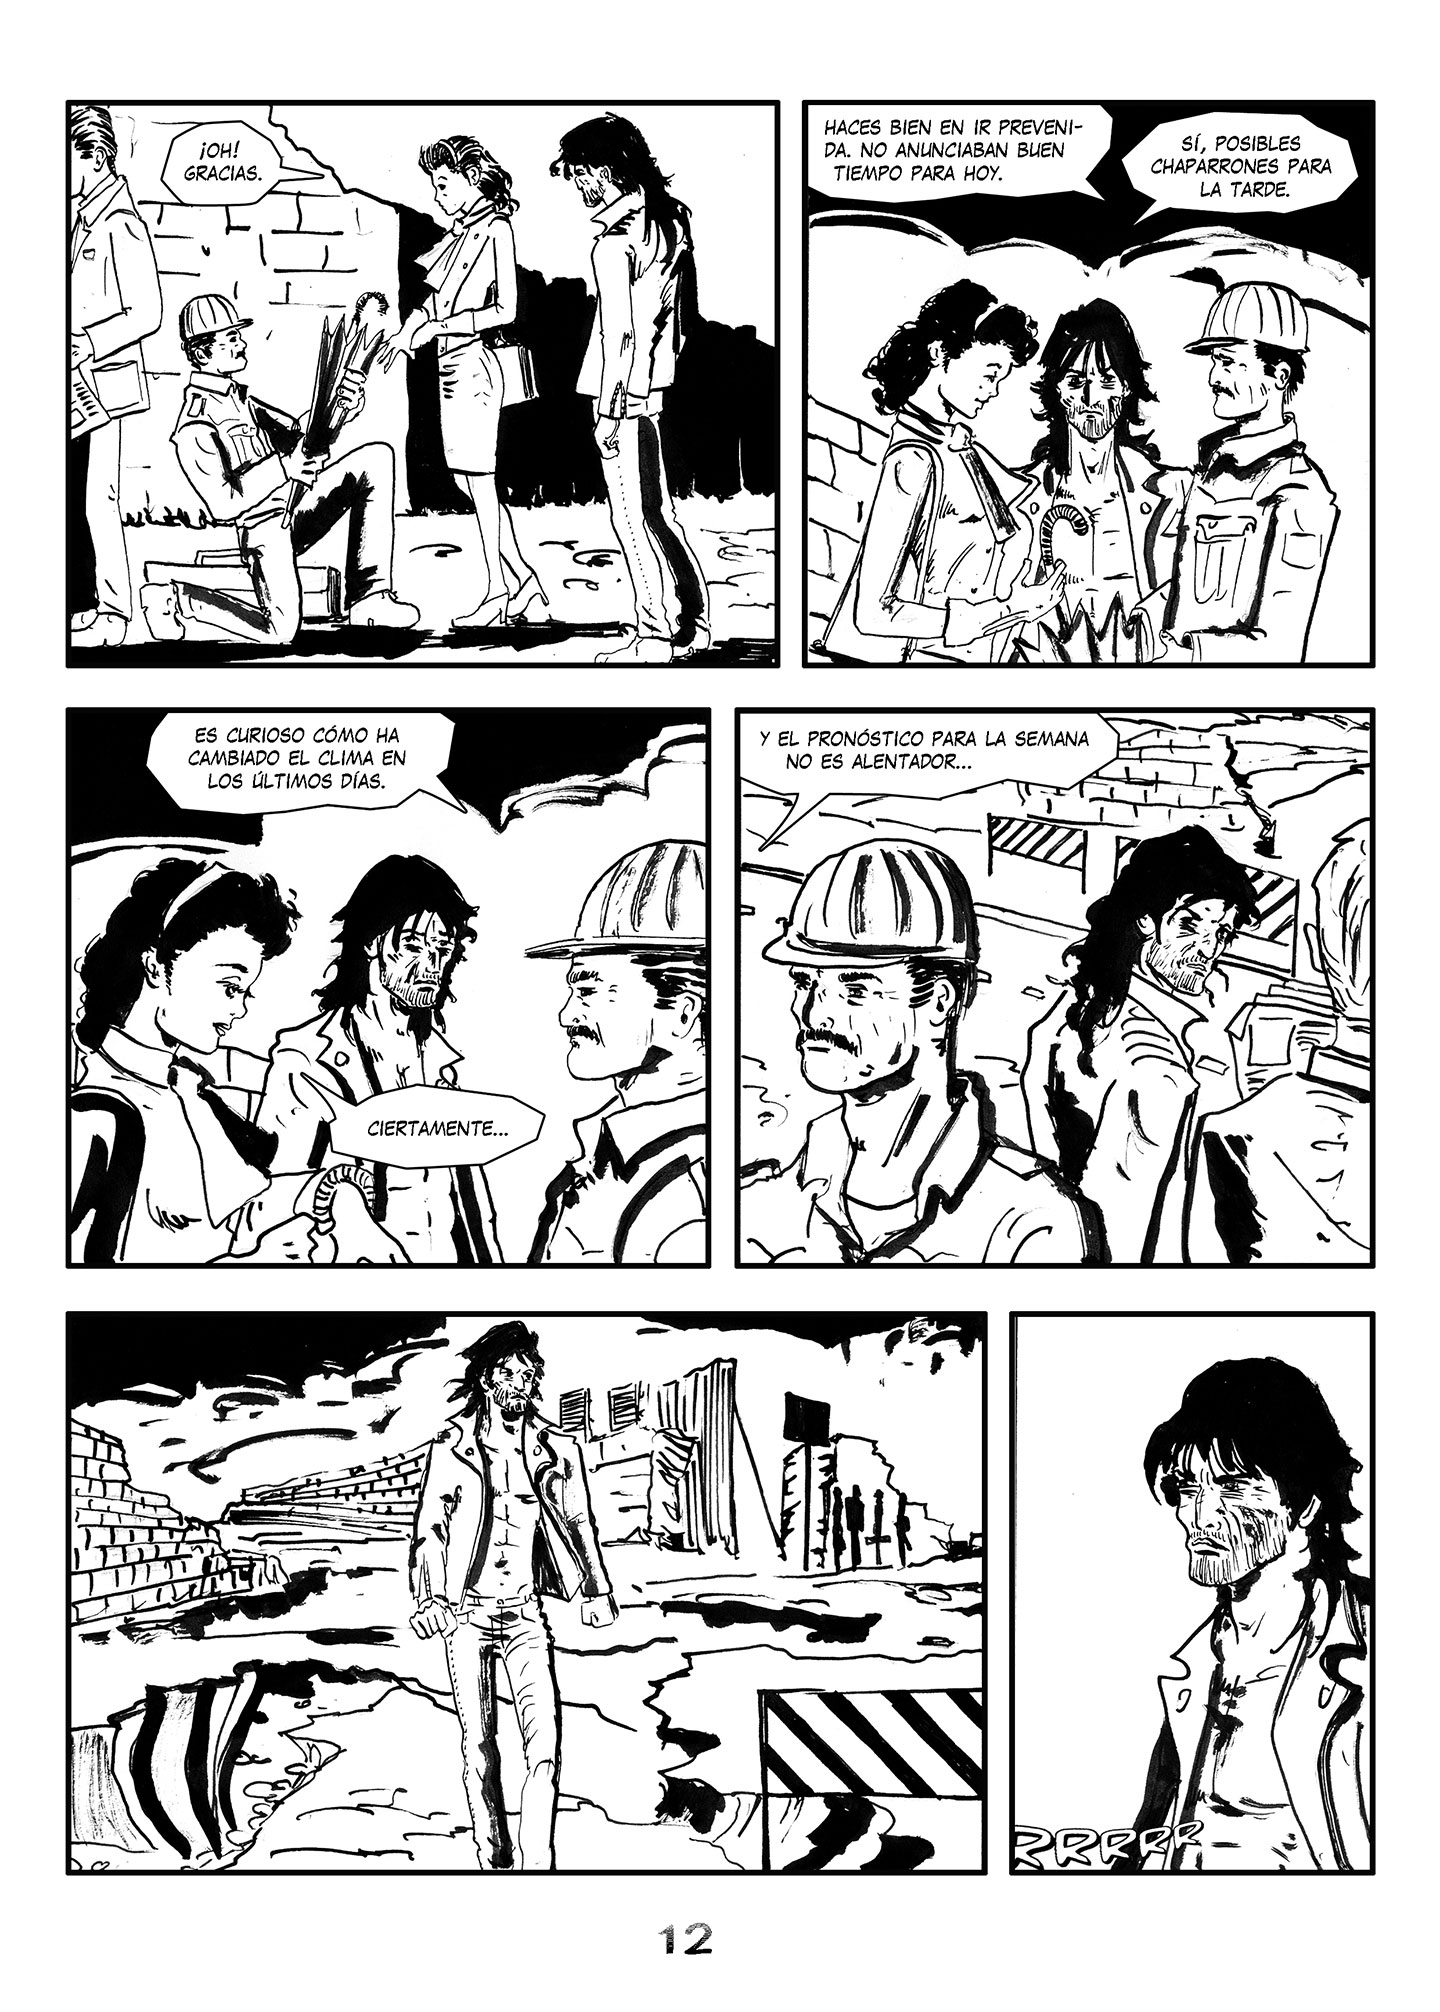 ¡OH!
GRACIAS.
HACES BIEN EN IR PREVENI-
DA. NO ANUNCIABAN BUEN
TIEMPO PARA HOY.
SÍ, POSIBLES
CHAPARRONES PARA
LA TARDE.
ES CURIOSO CÓMO HA
CAMBIADO EL CLIMA EN
LOS ÚLTIMOS DÍAS.
CIERTAMENTE...
Y EL PRONÓSTICO PARA LA SEMANA
NO ES ALENTADOR...
RRRRR
12